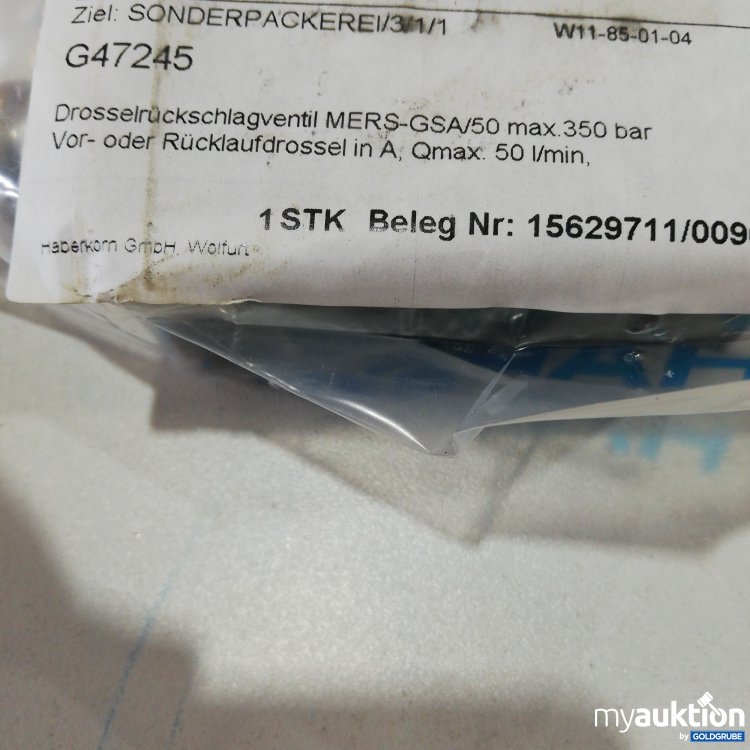 Ziel: SONDERPACKEREI/3/1/1 W11-85-01-04
G47245
Drosselrückschlagventil MERS-GSA/50 max.350 bar
Vor- oder Rücklaufdrossel in A, Qmax. 50 l/min,
1 STK Beleg Nr: 15629711/009
Haberkorn GmbH, Wolfurt
myauktion
by GOLDGRUBE